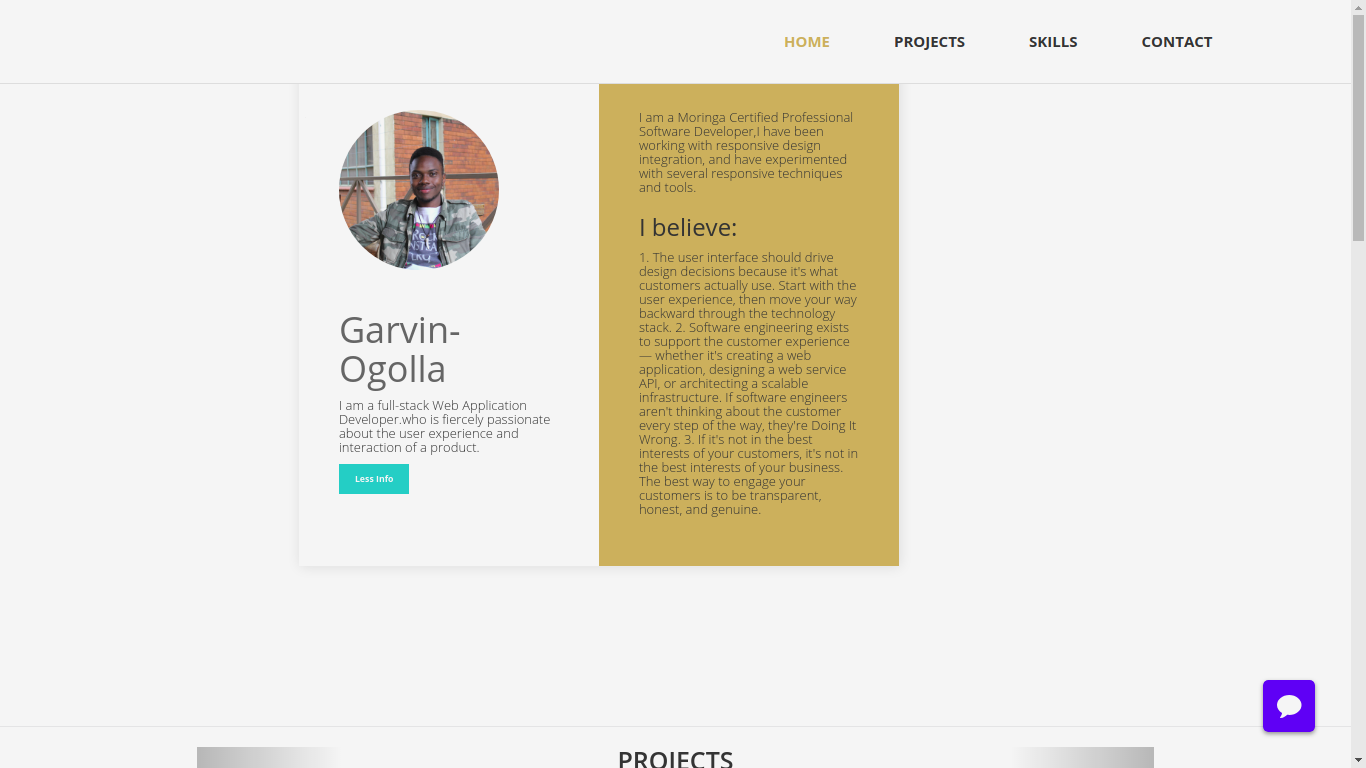 HOME
PROJECTS
SKILLS
CONTACT
Garvin-
Ogolla
I am a full-stack Web Application
Developer.who is fiercely passionate
about the user experience and
interaction of a product.
Less Info
I am a Moringa Certified Professional
Software Developer,I have been
working with responsive design
integration, and have experimented
with several responsive techniques
and tools.
I believe:
1. The user interface should drive
design decisions because it's what
customers actually use. Start with the
user experience, then move your way
backward through the technology
stack. 2. Software engineering exists
to support the customer experience
— whether it's creating a web
application, designing a web service
API, or architecting a scalable
infrastructure. If software engineers
aren't thinking about the customer
every step of the way, they're Doing It
Wrong. 3. If it's not in the best
interests of your customers, it's not in
the best interests of your business.
The best way to engage your
customers is to be transparent,
honest, and genuine.
PROJECTS